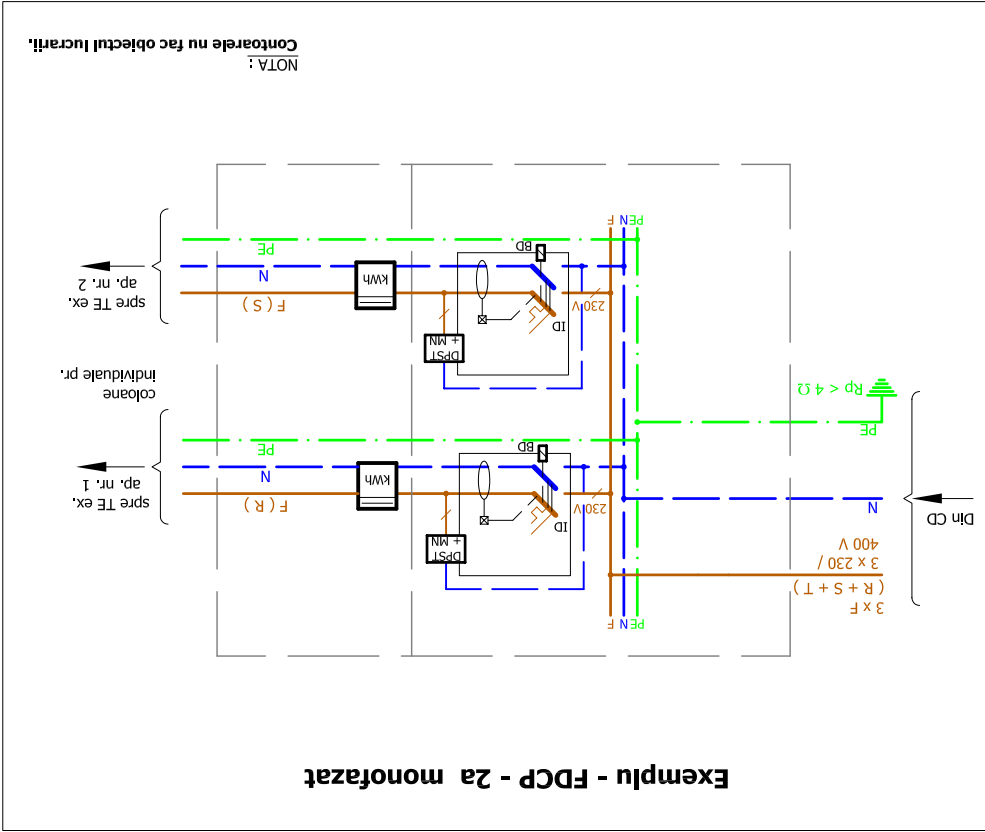 Exemplu - FDCP - 2a monofazat
3 x F
( R + S + T )
3 x 230 /
400 V
Din CD
N
PE
Rp < 4 Ω
F
N
PEN
F
N
PE
230 V
ID
BD
DPST
+ MN
kWh
F ( R )
N
PE
spre TE ex.
ap. nr. 1
coloane
individuale pr.
230 V
ID
BD
DPST
+ MN
kWh
F ( S )
N
PE
spre TE ex.
ap. nr. 2
NOTA :
Contoarele nu fac obiectul lucrarii.